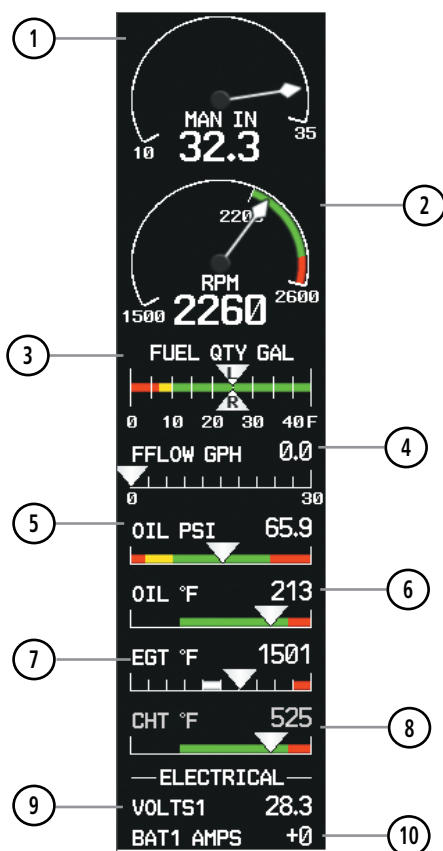 1
MAN IN
10
35
32.3
2
220
RPM
1500
2600
2260
3
FUEL QTY GAL
L
R
0 10 20 30 40 F
4
FFLOW GPH 0.0
0 30
5
OIL PSI 65.9
OIL °F 213
6
7
EGT °F 1501
CHT °F 525
8
ELECTRICAL
9
VOLTS1 28.3
BAT1 AMPS +0
10